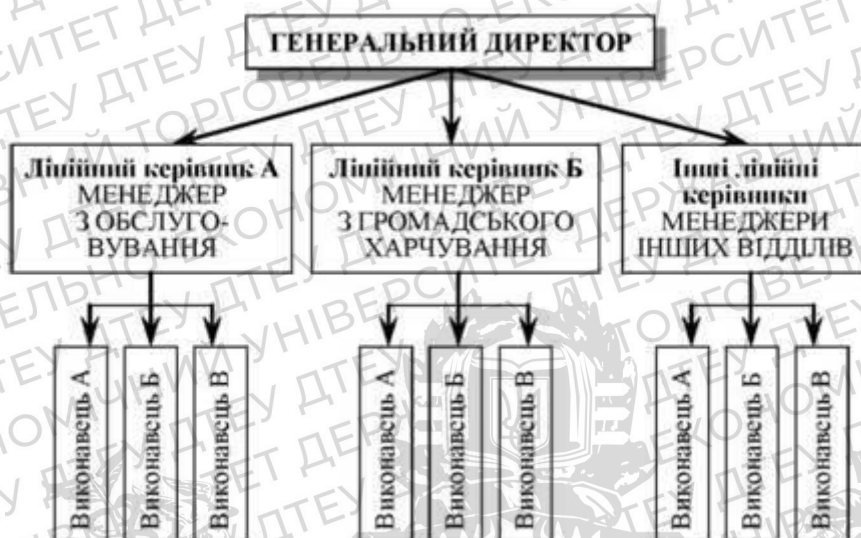 ГЕНЕРАЛЬНИЙ ДИРЕКТОР
Лінійний керівник А
МЕНЕДЖЕР
З ОБСЛУГО-
ВУВАННЯ
Лінійний керівник Б
МЕНЕДЖЕР
З ГРОМАДСЬКОГО
ХАРЧУВАННЯ
Інші лінійні
керівники
МЕНЕДЖЕРИ
ІНШИХ ВІДДІЛІВ
Виконавець А
Виконавець Б
Виконавець В
Виконавець А
Виконавець Б
Виконавець В
Виконавець А
Виконавець Б
Виконавець В